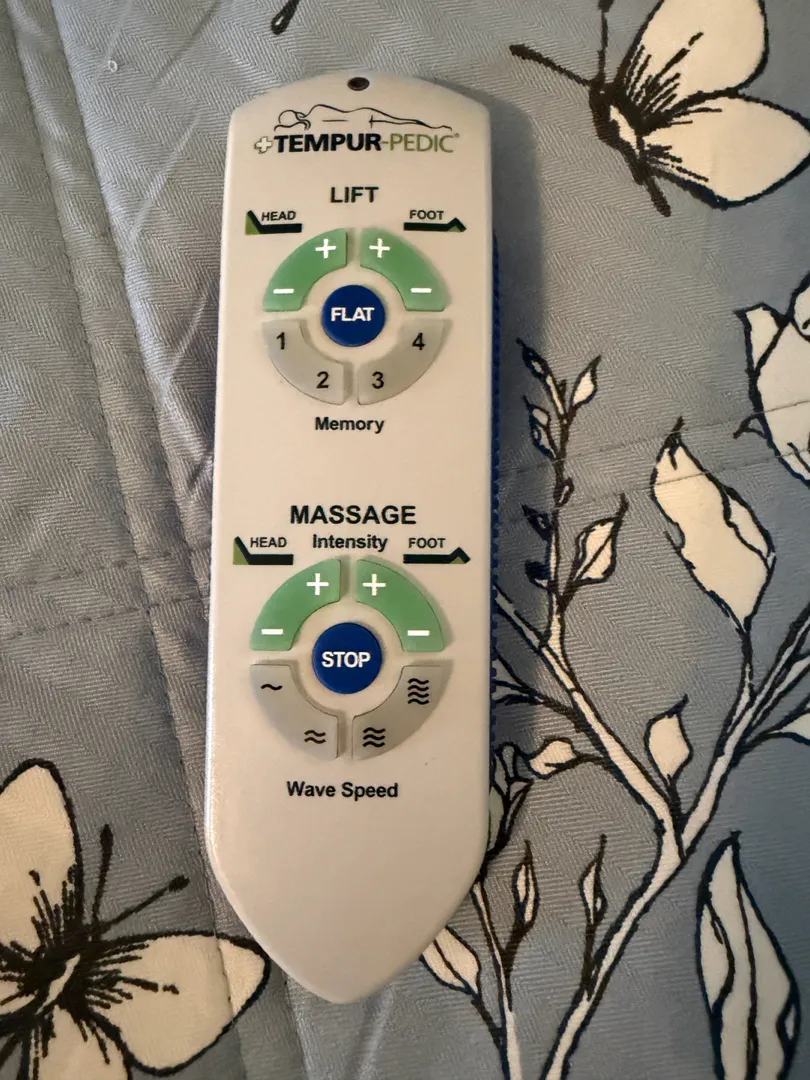 TEMPUR-PEDIC®
LIFT
HEAD FOOT
+ +
− −
FLAT
1 4
2 3
Memory
MASSAGE
HEAD Intensity FOOT
+ +
− −
STOP
~ ≋
≈ ≋
Wave Speed